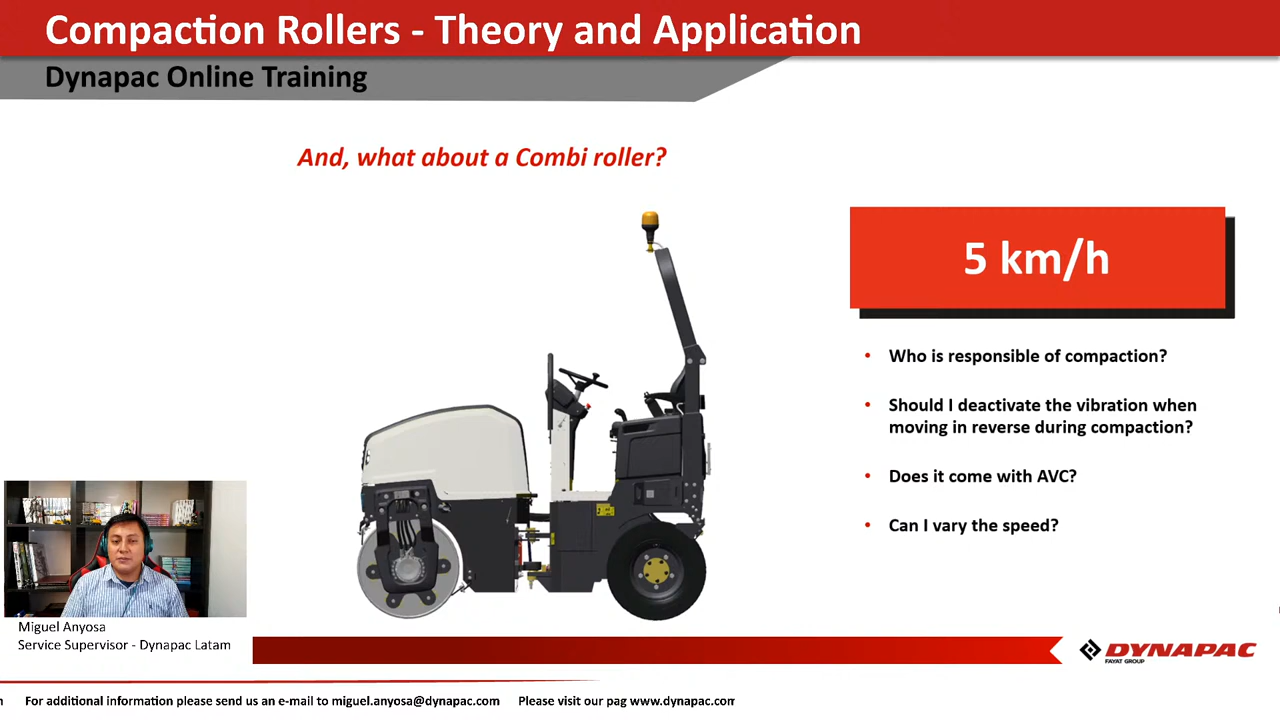 Compaction Rollers - Theory and Application
Dynapac Online Training
And, what about a Combi roller?
5 km/h
• Who is responsible of compaction?
• Should I deactivate the vibration when
moving in reverse during compaction?
• Does it come with AVC?
• Can I vary the speed?
Miguel Anyosa
Service Supervisor - Dynapac Latam
DYNAPAC
FAYAT GROUP
For additional information please send us an e-mail to miguel.anyosa@dynapac.com Please visit our pag www.dynapac.com